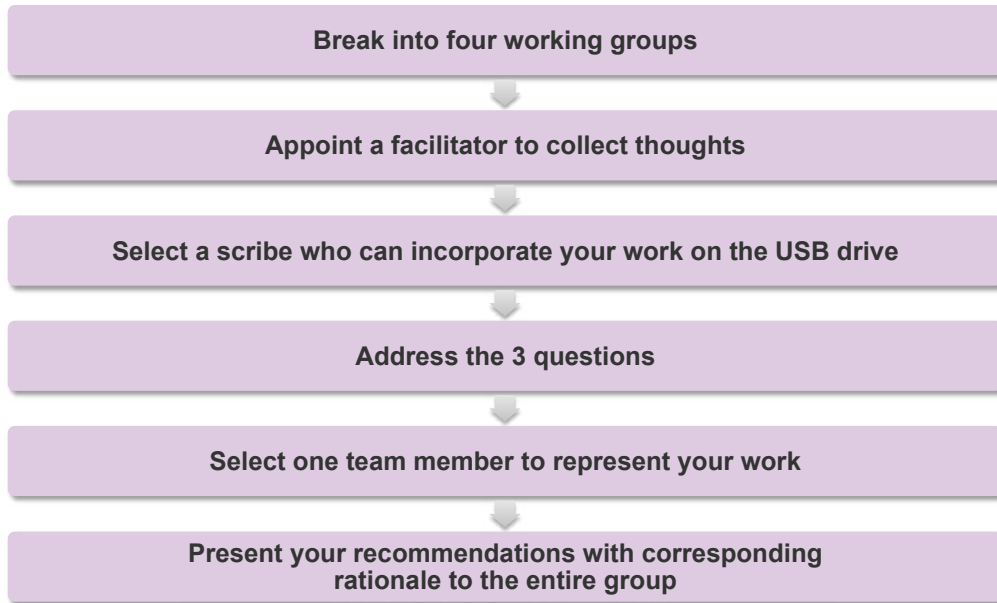 Break into four working groups
Appoint a facilitator to collect thoughts
Select a scribe who can incorporate your work on the USB drive
Address the 3 questions
Select one team member to represent your work
Present your recommendations with corresponding
rationale to the entire group